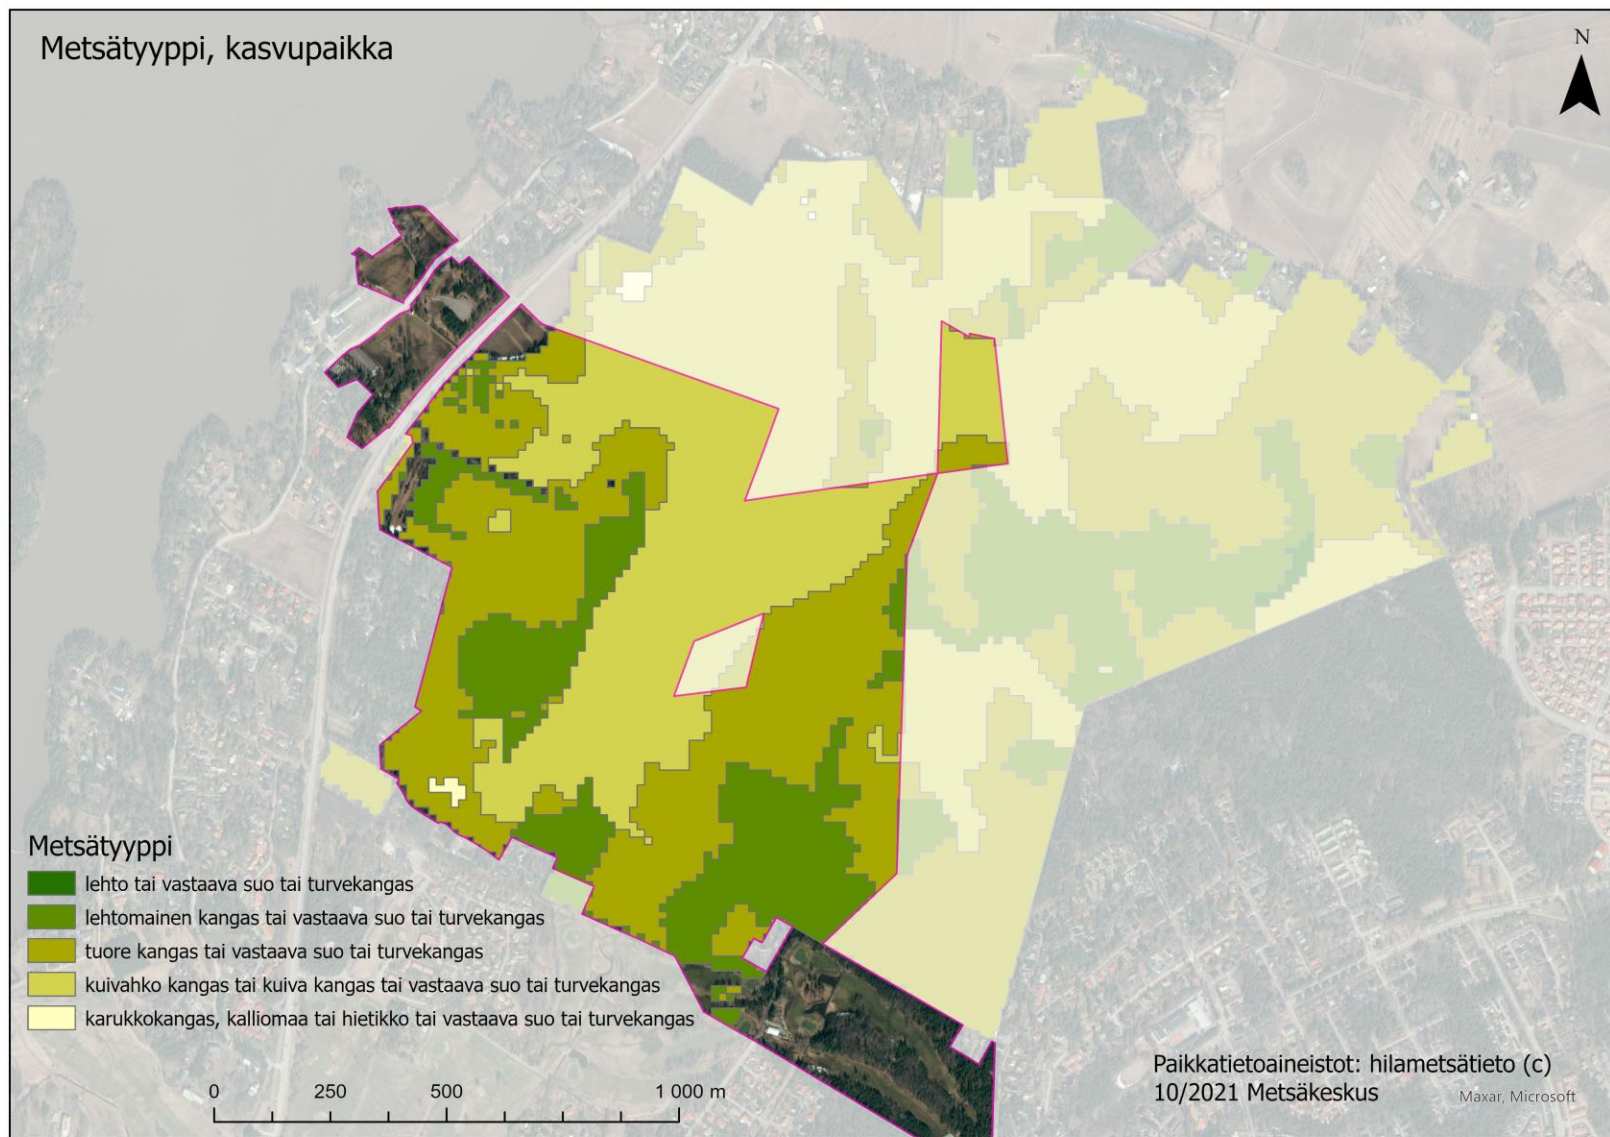 Metsätyyppi, kasvupaikka
N
Metsätyyppi
lehto tai vastaava suo tai turvekangas
lehtomainen kangas tai vastaava suo tai turvekangas
tuore kangas tai vastaava suo tai turvekangas
kuivahko kangas tai kuiva kangas tai vastaava suo tai turvekangas
karukkokangas, kalliomaa tai hietikko tai vastaava suo tai turvekangas
0 250 500 1 000 m
Paikkatietoaineistot: hilametsätieto (c)
10/2021 Metsäkeskus
Maxar, Microsoft